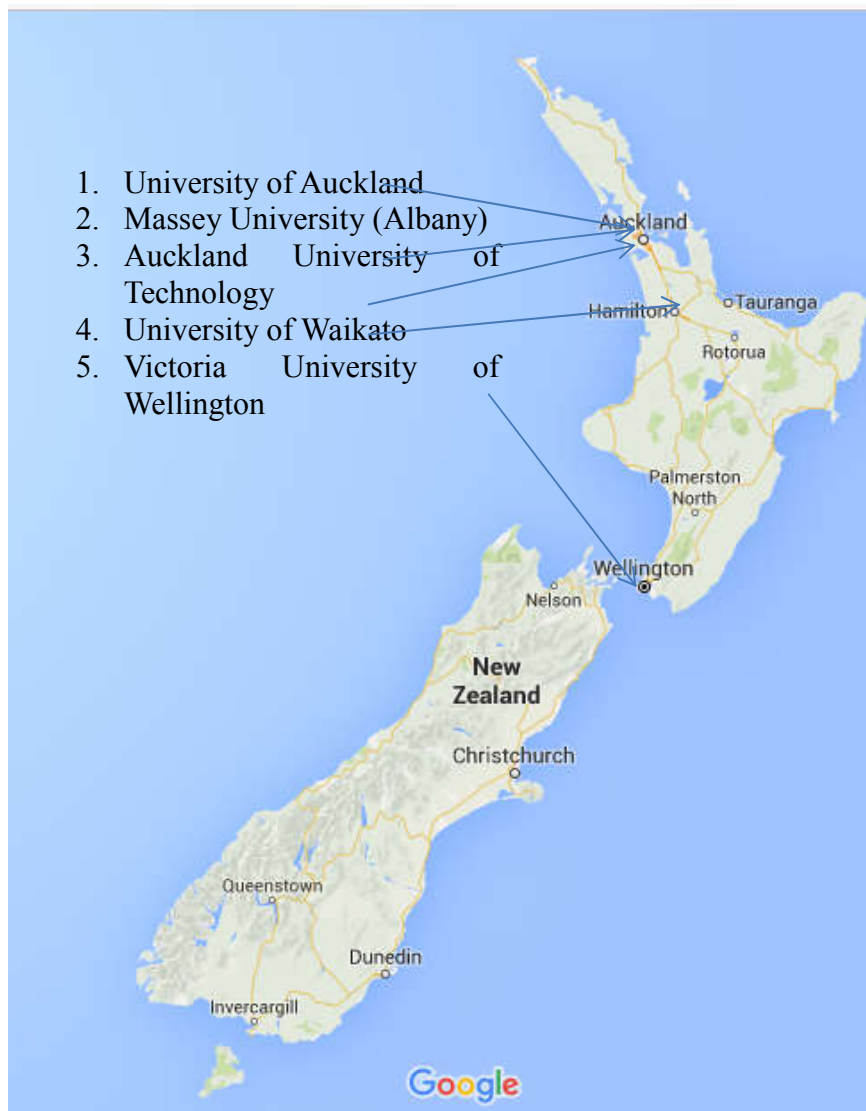 1. University of Auckland
2. Massey University (Albany)
3. Auckland University of
Technology
4. University of Waikato
5. Victoria University of
Wellington
Auckland
Hamilton
Tauranga
Rotorua
Palmerston
North
Wellington
Nelson
New
Zealand
Christchurch
Queenstown
Dunedin
Invercargill
Google